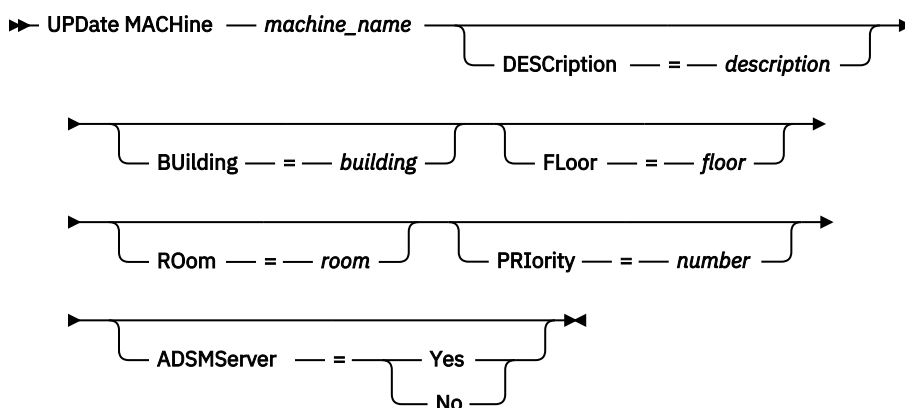 UPDate MACHine machine_name
DESCription = description
BUilding = building FLoor = floor
ROom = room PRIority = number
ADSMServer = Yes
No